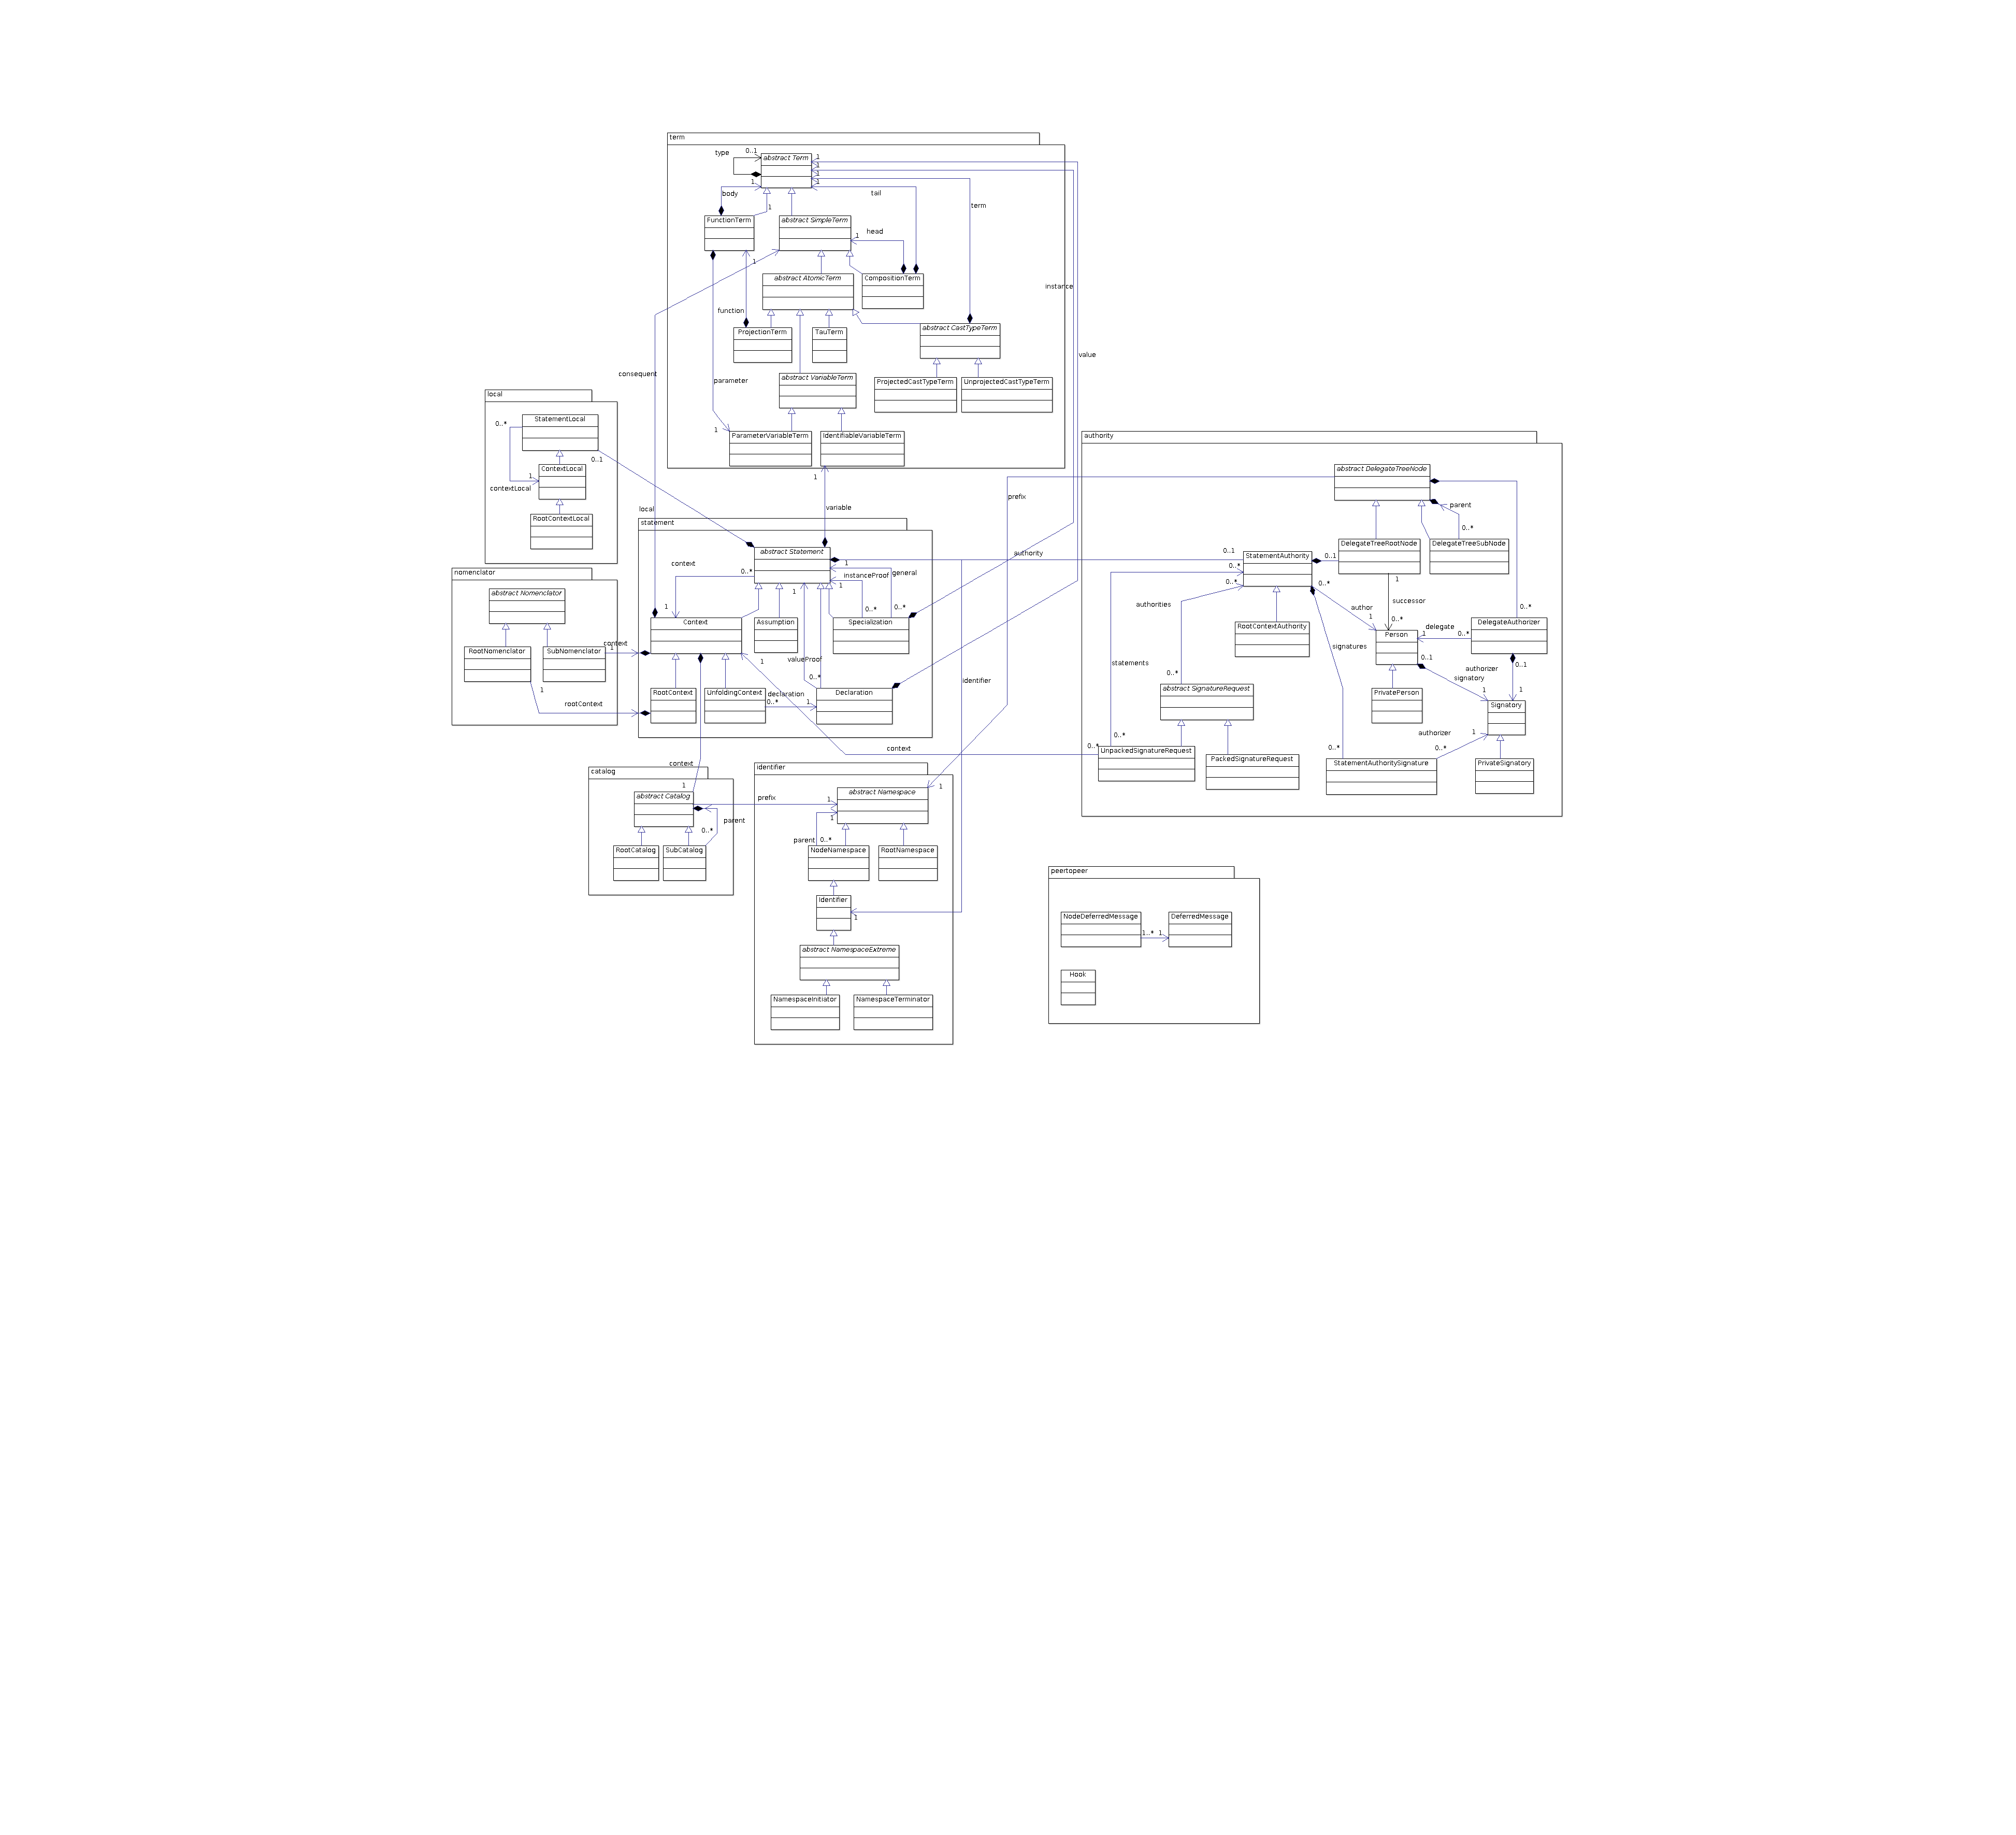 term
type
0..1
abstract Term
1
1
1
1
1
body
tail
1
term
FunctionTerm
abstract SimpleTerm
head
1
1
abstract AtomicTerm
CompositionTerm
instance
function
ProjectionTerm
TauTerm
abstract CastTypeTerm
value
consequent
parameter
abstract VariableTerm
ProjectedCastTypeTerm
UnprojectedCastTypeTerm
1
ParameterVariableTerm
IdentifiableVariableTerm
1
local
StatementLocal
0..*
0..1
ContextLocal
1
contextLocal
RootContextLocal
authority
abstract DelegateTreeNode
prefix
parent
0..*
local
variable
statement
abstract Statement
authority
context
0..*
1
instanceProof
general
1
1
1
0..*
0..*
Context
Assumption
Specialization
1
valueProof
0..*
RootContext
UnfoldingContext
declaration
0..*
1
Declaration
nomenclator
abstract Nomenclator
RootNomenclator
SubNomenclator
context
1
1
rootContext
0..1
StatementAuthority
0..1
DelegateTreeRootNode
DelegateTreeSubNode
0..*
0..*
0..*
1
authorities
author
successor
0..*
1
0..*
RootContextAuthority
Person
delegate
1
0..*
DelegateAuthorizer
signatures
0..1
0..1
statements
authorizer
signatory
identifier
0..*
abstract SignatureRequest
PrivatePerson
1
1
Signatory
authorizer
1
0..*
0..*
0..*
0..*
UnpackedSignatureRequest
PackedSignatureRequest
StatementAuthoritySignature
PrivateSignatory
context
context
catalog
1
abstract Catalog
prefix
parent
0..*
RootCatalog
SubCatalog
identifier
abstract Namespace
1
1
1
parent
0..*
NodeNamespace
RootNamespace
Identifier
1
abstract NamespaceExtreme
NamespaceInitiator
NamespaceTerminator
peertopeer
NodeDeferredMessage
DeferredMessage
1..*
1
Hook